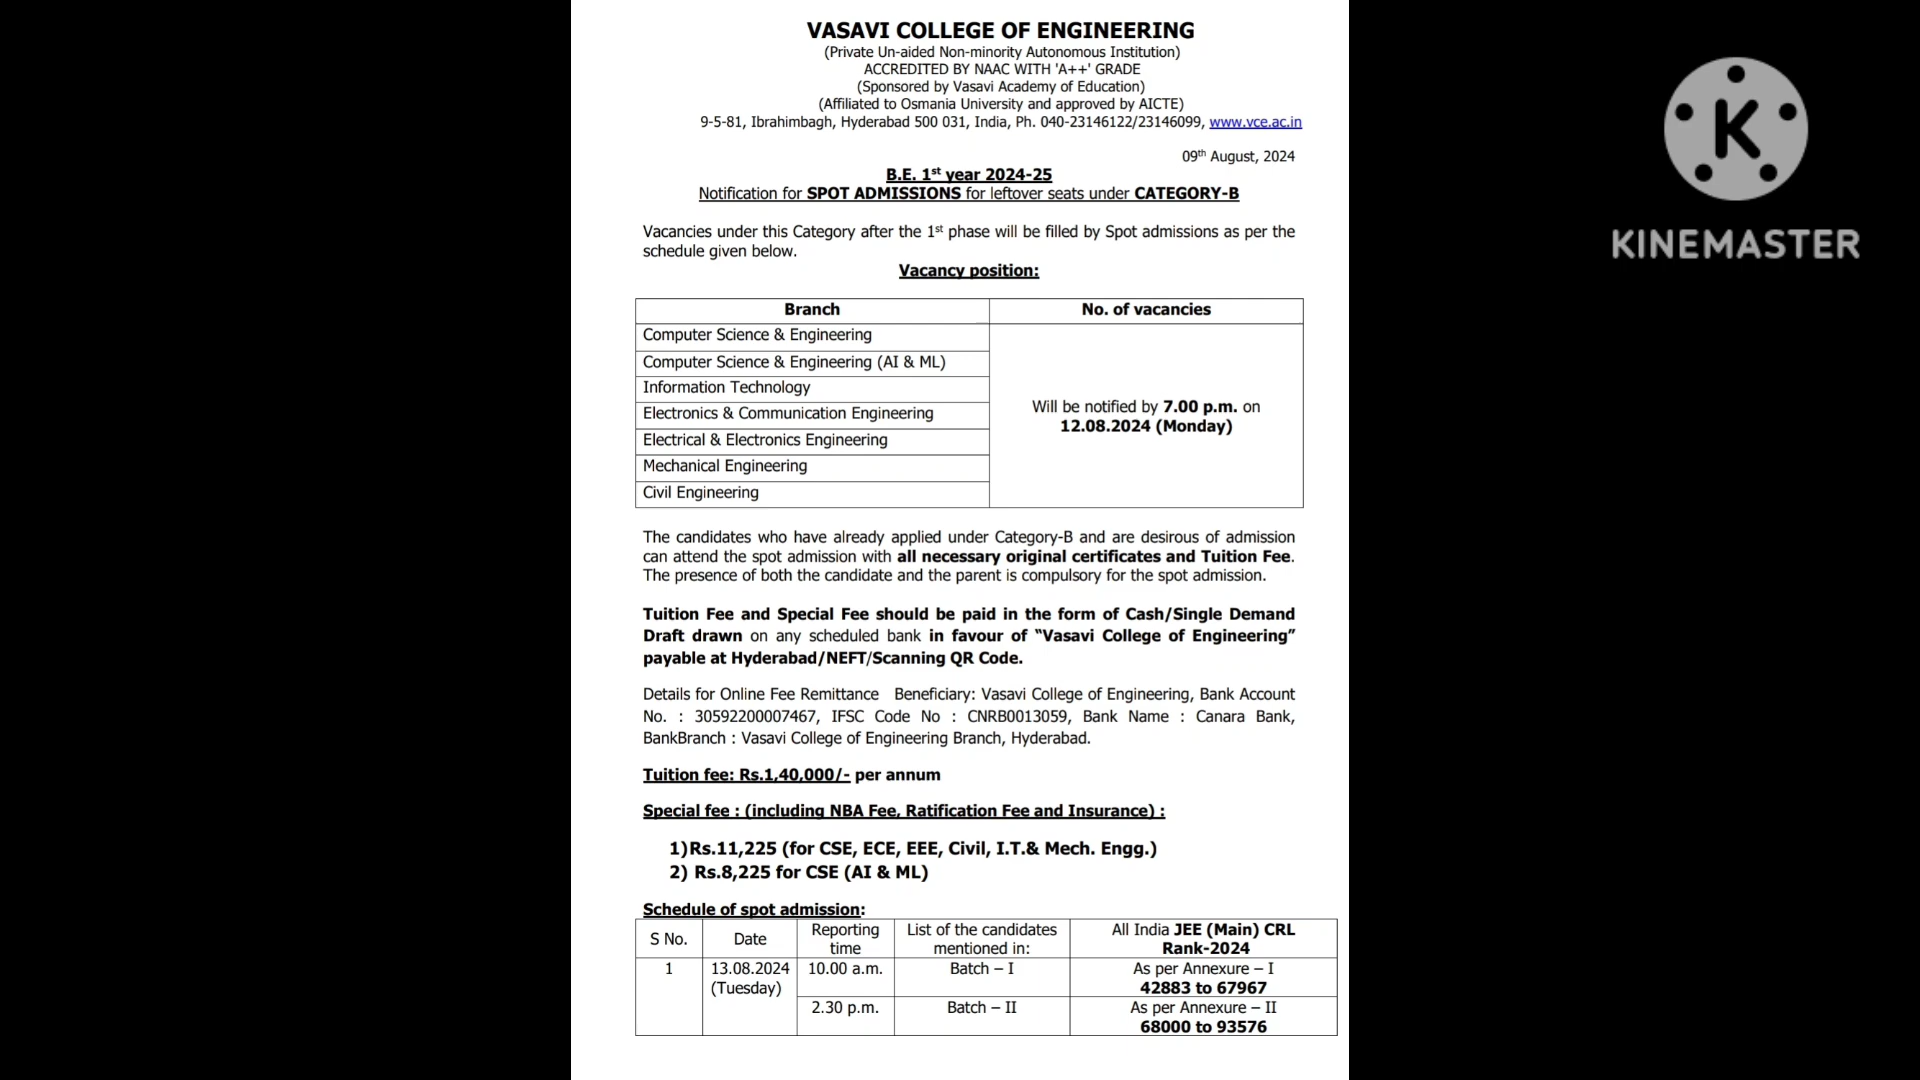 VASAVI COLLEGE OF ENGINEERING
(Private Un-aided Non-minority Autonomous Institution)
ACCREDITED BY NAAC WITH 'A++' GRADE
(Sponsored by Vasavi Academy of Education)
(Affiliated to Osmania University and approved by AICTE)
9-5-81, Ibrahimbagh, Hyderabad 500 031, India, Ph. 040-23146122/23146099, www.vce.ac.in
09th August, 2024
B.E. 1st year 2024-25
Notification for SPOT ADMISSIONS for leftover seats under CATEGORY-B
Vacancies under this Category after the 1st phase will be filled by Spot admissions as per the
schedule given below.
Vacancy position:
Branch No. of vacancies
Computer Science & Engineering
Computer Science & Engineering (AI & ML)
Information Technology
Electronics & Communication Engineering
Electrical & Electronics Engineering
Mechanical Engineering
Civil Engineering
Will be notified by 7.00 p.m. on
12.08.2024 (Monday)
The candidates who have already applied under Category-B and are desirous of admission
can attend the spot admission with all necessary original certificates and Tuition Fee.
The presence of both the candidate and the parent is compulsory for the spot admission.
Tuition Fee and Special Fee should be paid in the form of Cash/Single Demand
Draft drawn on any scheduled bank in favour of “Vasavi College of Engineering”
payable at Hyderabad/NEFT/Scanning QR Code.
Details for Online Fee Remittance Beneficiary: Vasavi College of Engineering, Bank Account
No. : 30592200007467, IFSC Code No : CNRB0013059, Bank Name : Canara Bank,
BankBranch : Vasavi College of Engineering Branch, Hyderabad.
Tuition fee: Rs.1,40,000/- per annum
Special fee : (including NBA Fee, Ratification Fee and Insurance) :
1)Rs.11,225 (for CSE, ECE, EEE, Civil, I.T.& Mech. Engg.)
2) Rs.8,225 for CSE (AI & ML)
Schedule of spot admission:
S No. Date Reporting time List of the candidates mentioned in: All India JEE (Main) CRL Rank-2024
1 13.08.2024 (Tuesday) 10.00 a.m. Batch – I As per Annexure – I 42883 to 67967
2.30 p.m. Batch – II As per Annexure – II 68000 to 93576
K
KINEMASTER